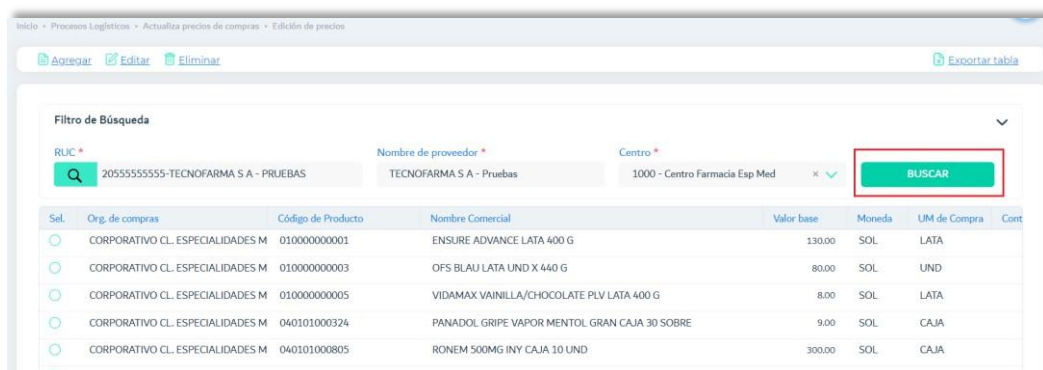 Inicio • Procesos Logísticos • Actualiza precios de compras • Edición de precios
Agregar Editar Eliminar Exportar tabla
Filtro de Búsqueda
RUC * Nombre de proveedor * Centro *
20555555555-TECNOFARMA S A - PRUEBAS TECNOFARMA S A - Pruebas 1000 - Centro Farmacia Esp Med × BUSCAR
Sel. Org. de compras Código de Producto Nombre Comercial Valor base Moneda UM de Compra Cont
CORPORATIVO CL. ESPECIALIDADES M 010000000001 ENSURE ADVANCE LATA 400 G 130.00 SOL LATA
CORPORATIVO CL. ESPECIALIDADES M 010000000003 OFS BLAU LATA UND X 440 G 80.00 SOL UND
CORPORATIVO CL. ESPECIALIDADES M 010000000005 VIDAMAX VAINILLA/CHOCOLATE PLV LATA 400 G 8.00 SOL LATA
CORPORATIVO CL. ESPECIALIDADES M 040101000324 PANADOL GRIPE VAPOR MENTOL GRAN CAJA 30 SOBRE 9.00 SOL CAJA
CORPORATIVO CL. ESPECIALIDADES M 040101000805 RONEM 500MG INY CAJA 10 UND 300.00 SOL CAJA